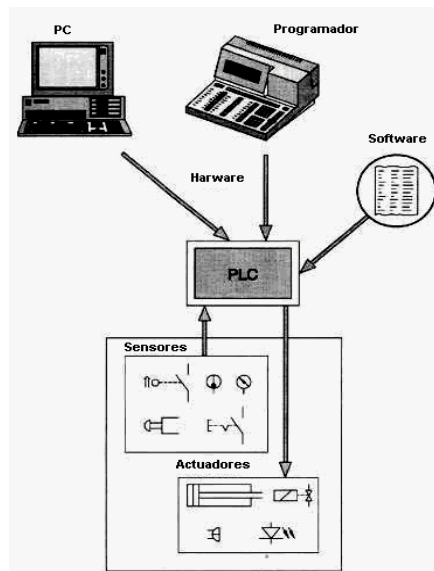 PC
Programador
Software
Harware
PLC
Sensores
Actuadores